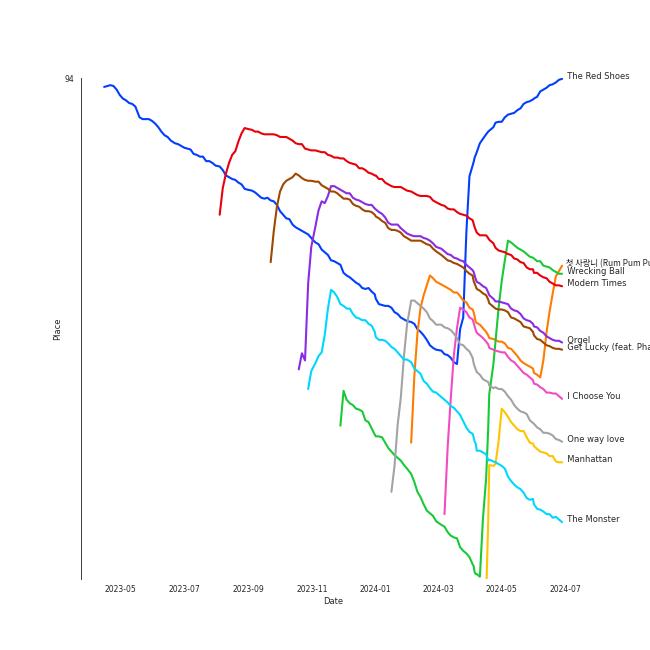 94
The Red Shoes
첫 사랑니 (Rum Pum Pu
Wrecking Ball
Modern Times
Orgel
Get Lucky (feat. Pha
I Choose You
One way love
Manhattan
The Monster
Place
2023-05 2023-07 2023-09 2023-11 2024-01 2024-03 2024-05 2024-07
Date